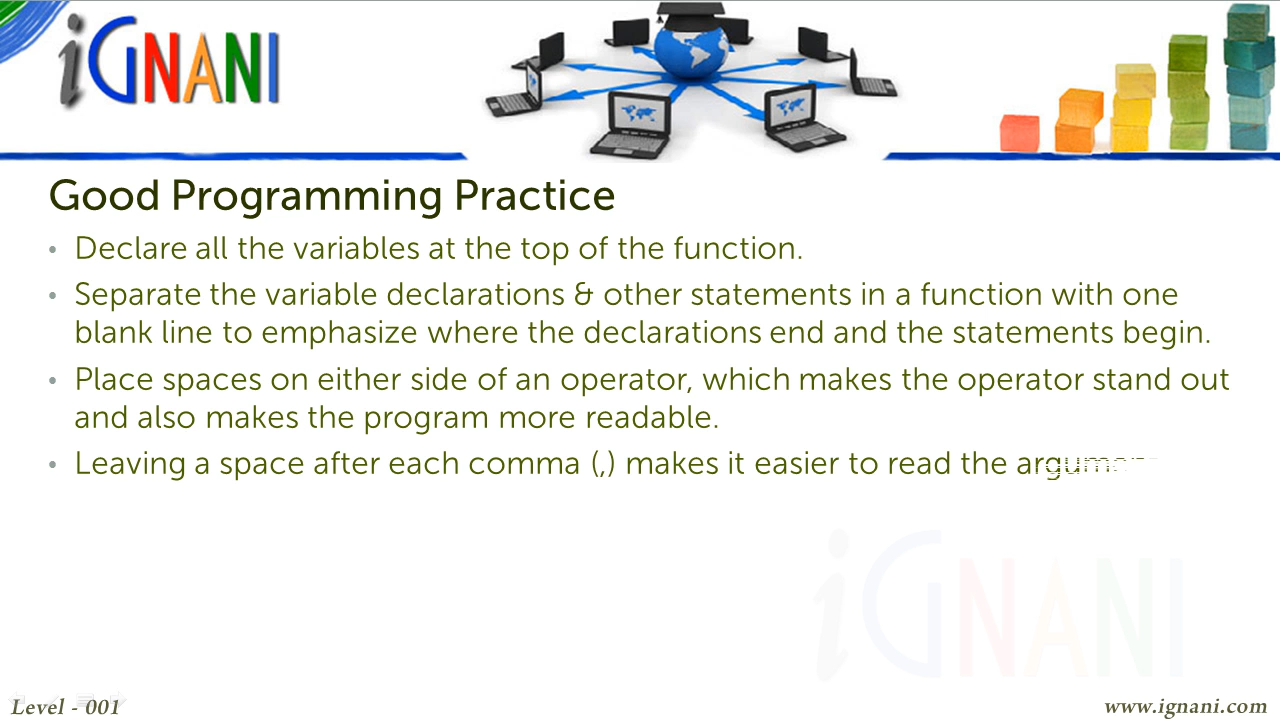 iGNANI
Good Programming Practice
• Declare all the variables at the top of the function.
• Separate the variable declarations & other statements in a function with one
blank line to emphasize where the declarations end and the statements begin.
• Place spaces on either side of an operator, which makes the operator stand out
and also makes the program more readable.
• Leaving a space after each comma (,) makes it easier to read the
iGNANI
Level - 001
www.ignani.com